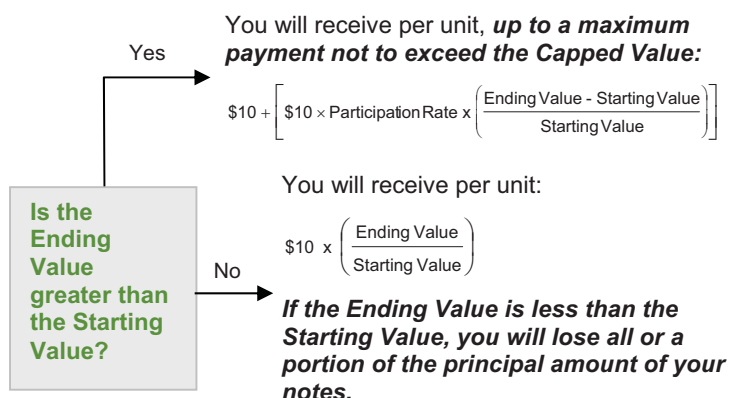 You will receive per unit, up to a maximum
payment not to exceed the Capped Value:
Yes
$10 + [ $10 × Participation Rate x ( Ending Value - Starting Value / Starting Value ) ]
Is the
Ending
Value
greater than
the Starting
Value?
No
You will receive per unit:
$10 x ( Ending Value / Starting Value )
If the Ending Value is less than the
Starting Value, you will lose all or a
portion of the principal amount of your
notes.